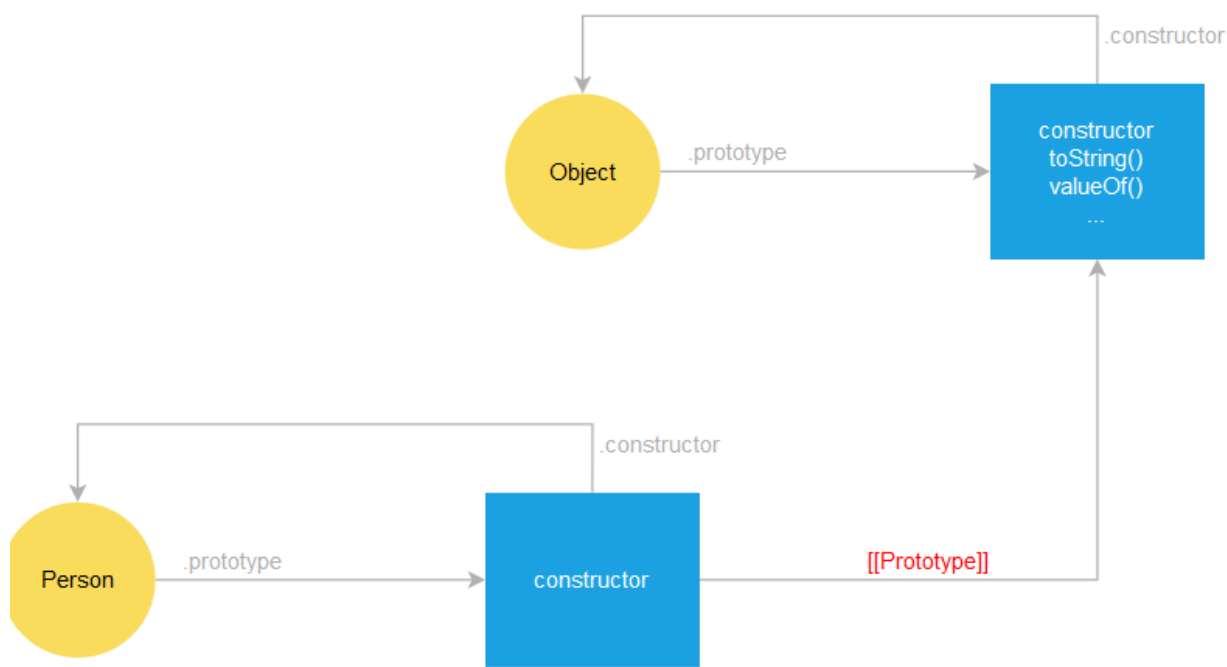 .constructor
Object
.prototype
constructor
toString()
valueOf()
...
.constructor
Person
.prototype
constructor
[[Prototype]]